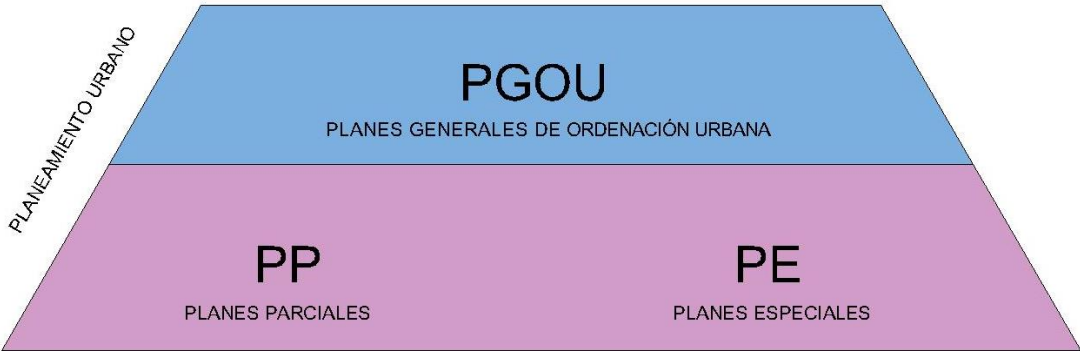 PLANEAMIENTO URBANO
PGOU
PLANES GENERALES DE ORDENACIÓN URBANA
PP
PLANES PARCIALES
PE
PLANES ESPECIALES